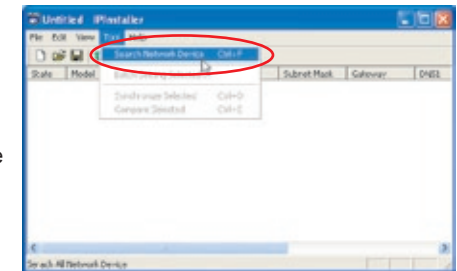 Untitled - IPInstaller
File Edit View Tool Help
Search Network Device Ctrl+F
Synchronize Selected Ctrl+D
Compare Selected Ctrl+E
State Model Subnet Mask Gateway DNS1
Serach All Network Device
e